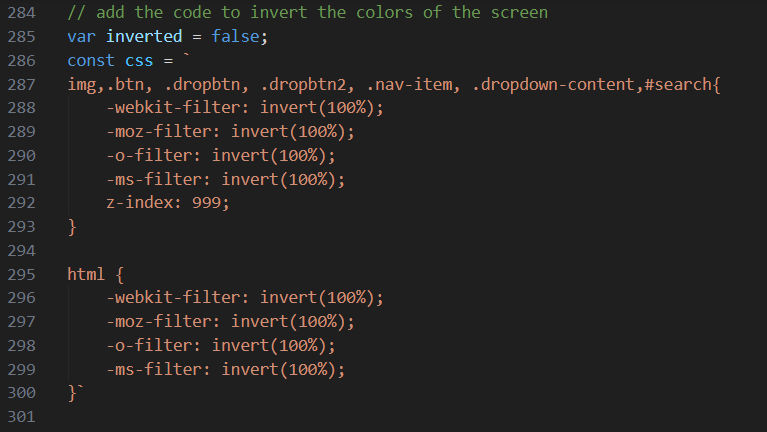 284 // add the code to invert the colors of the screen
285 var inverted = false;
286 const css = `
287 img,.btn, .dropbtn, .dropbtn2, .nav-item, .dropdown-content,#search{
288     -webkit-filter: invert(100%);
289     -moz-filter: invert(100%);
290     -o-filter: invert(100%);
291     -ms-filter: invert(100%);
292     z-index: 999;
293 }
294
295 html {
296     -webkit-filter: invert(100%);
297     -moz-filter: invert(100%);
298     -o-filter: invert(100%);
299     -ms-filter: invert(100%);
300 }`
301